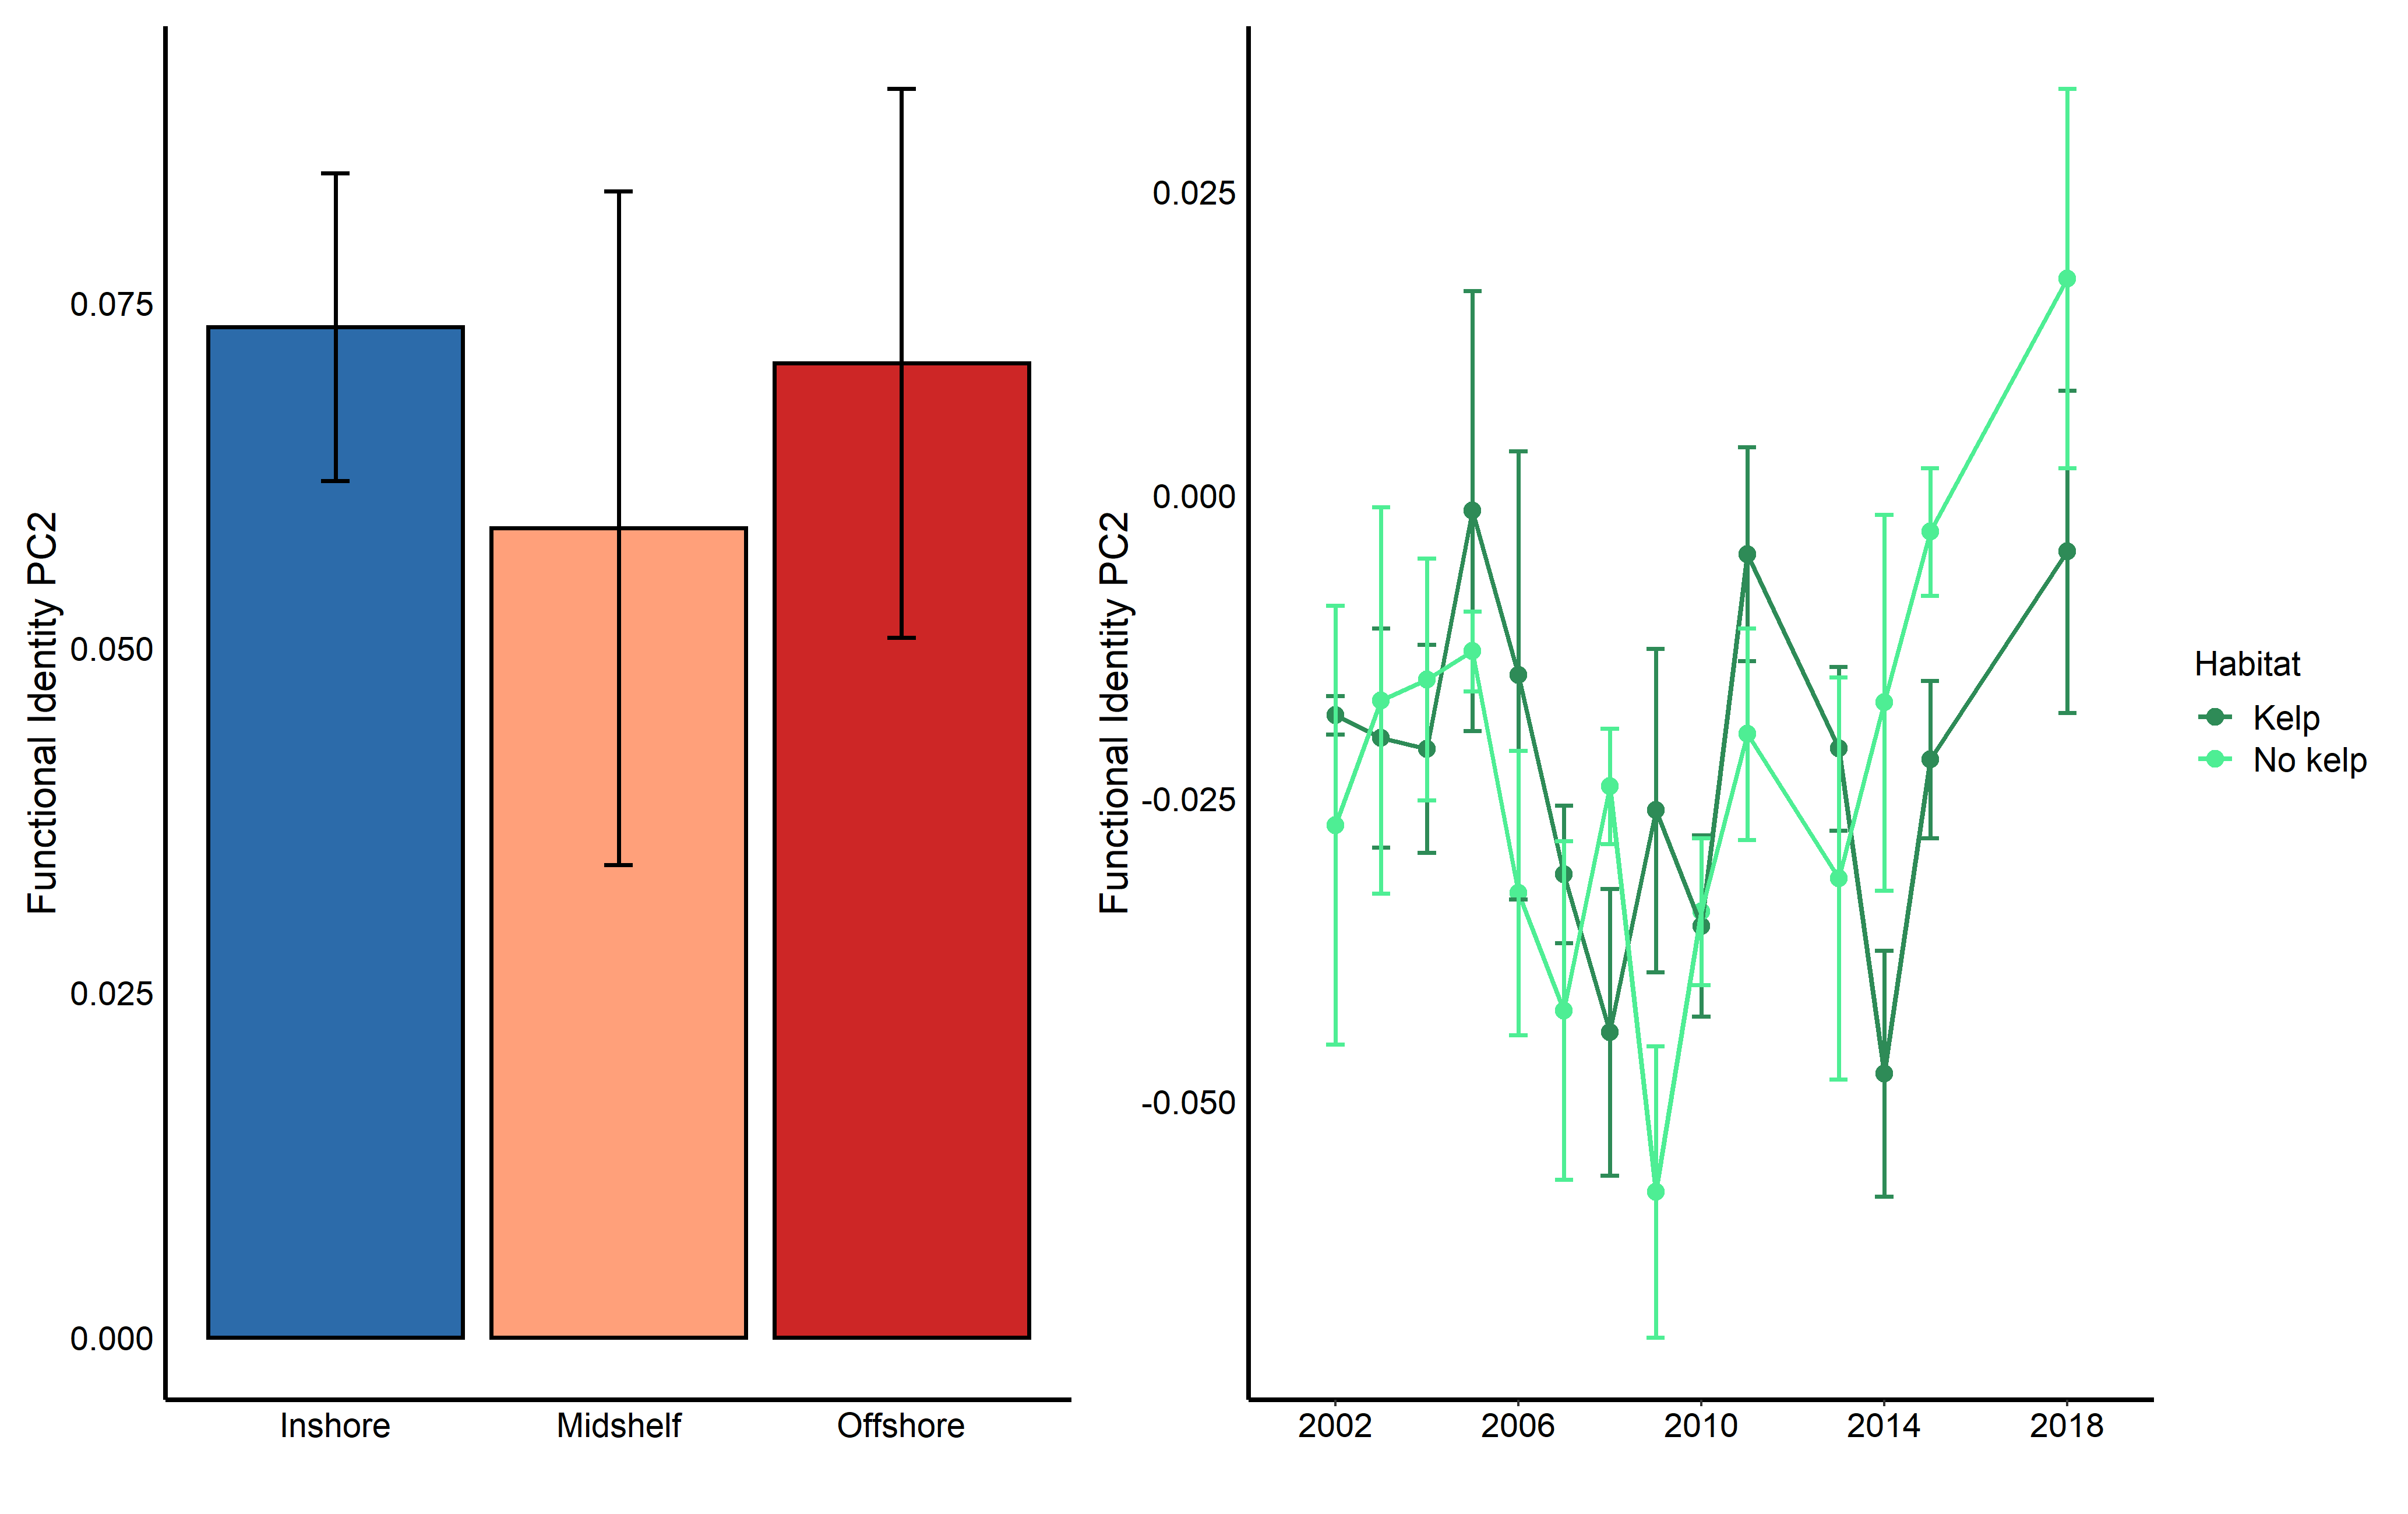 Functional Identity PC2
0.075
0.050
0.025
0.000
Inshore Midshelf Offshore
Functional Identity PC2
0.025
0.000
-0.025
-0.050
2002 2006 2010 2014 2018
Habitat
Kelp
No kelp